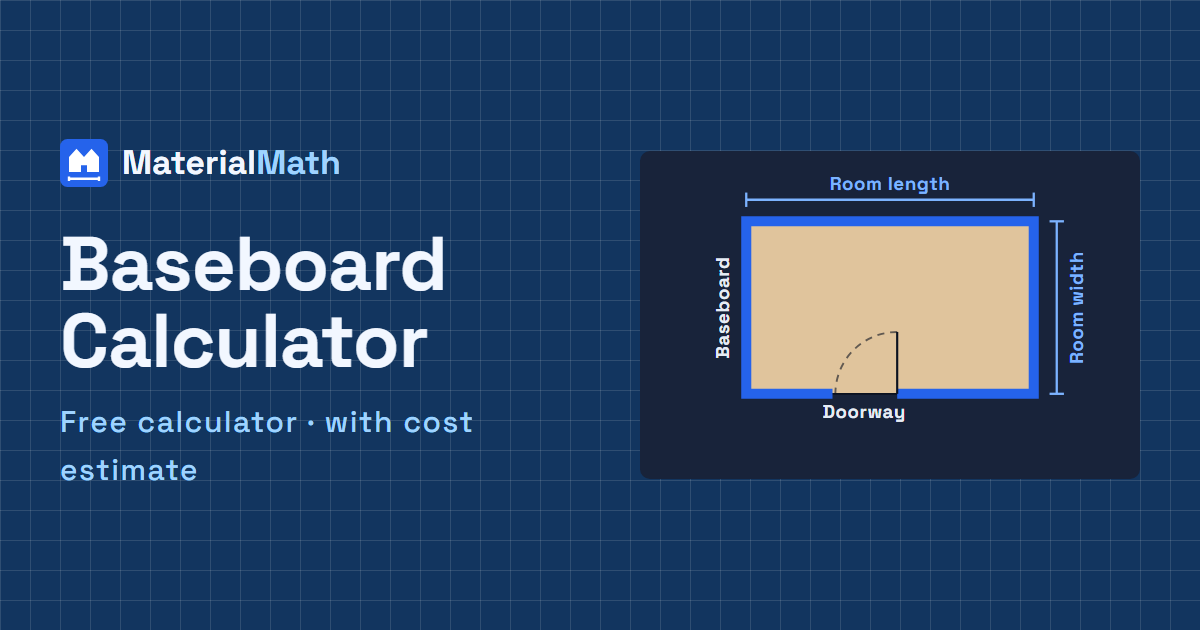 MaterialMath
Baseboard
Calculator
Free calculator · with cost
estimate
Room length
Baseboard
Room width
Doorway